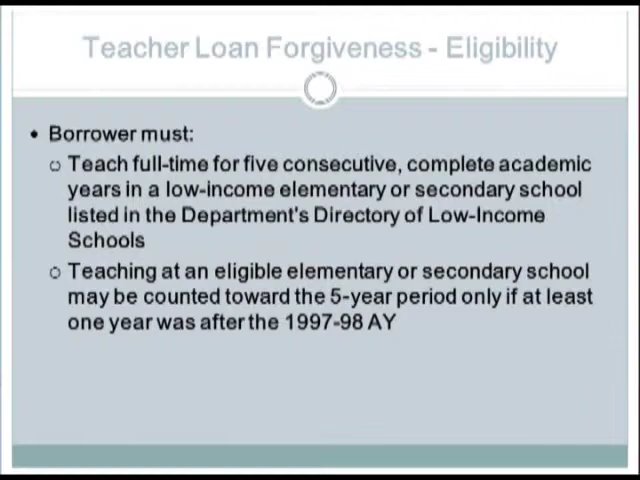 Teacher Loan Forgiveness - Eligibility
• Borrower must:
o Teach full-time for five consecutive, complete academic
years in a low-income elementary or secondary school
listed in the Department's Directory of Low-Income
Schools
o Teaching at an eligible elementary or secondary school
may be counted toward the 5-year period only if at least
one year was after the 1997-98 AY